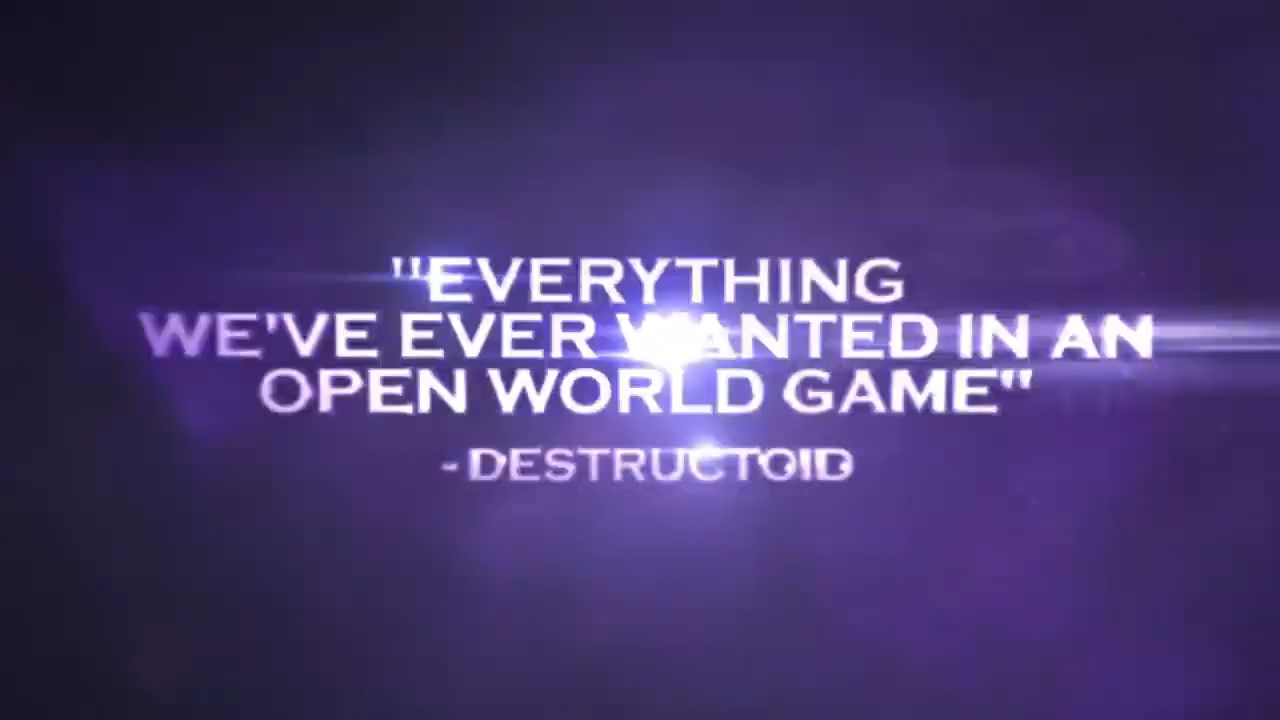 "EVERYTHING
WE'VE EVER WANTED IN AN
OPEN WORLD GAME"
- DESTRUCTOID